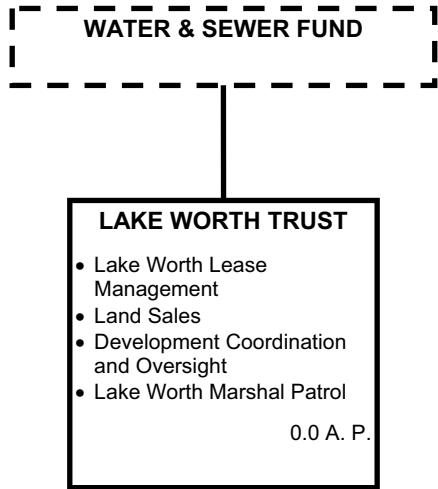 WATER & SEWER FUND
LAKE WORTH TRUST
• Lake Worth Lease
Management
• Land Sales
• Development Coordination
and Oversight
• Lake Worth Marshal Patrol
0.0 A. P.